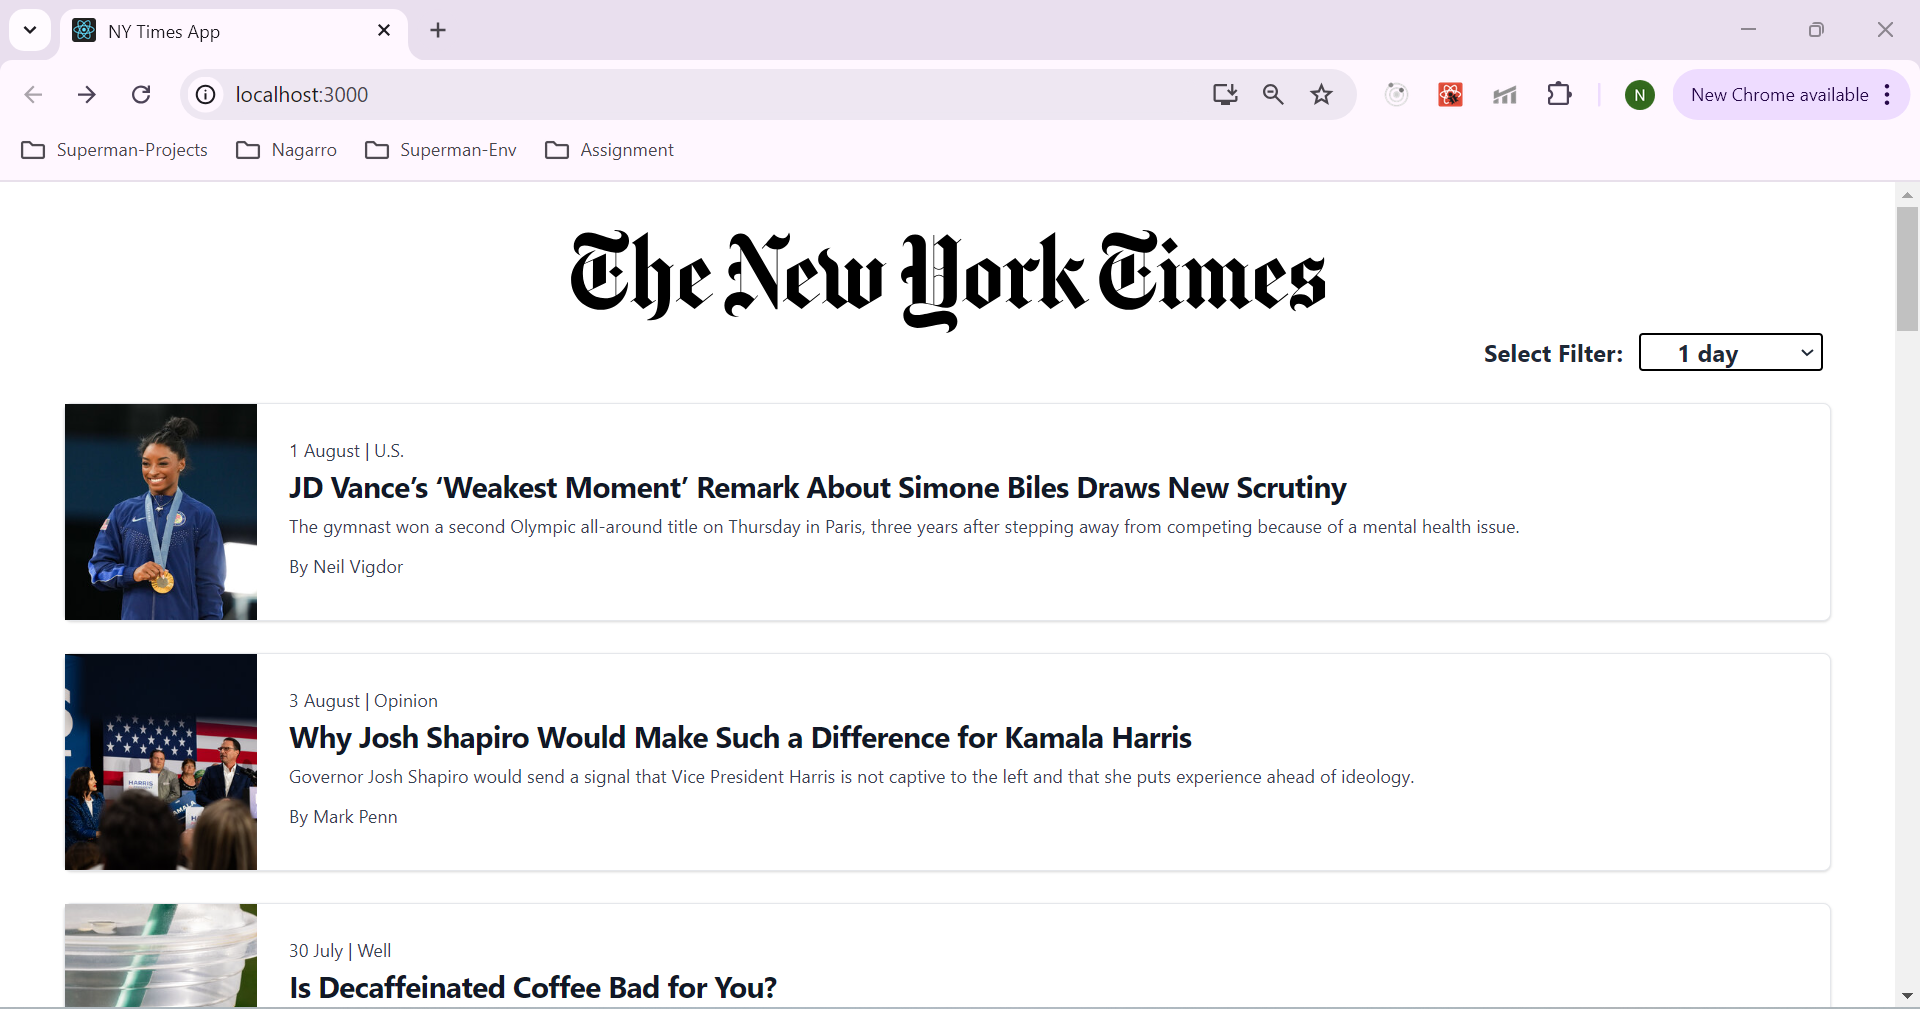 NY Times App
localhost:3000
N
New Chrome available
Superman-Projects
Nagarro
Superman-Env
Assignment
The New York Times
Select Filter:
1 day
1 August | U.S.
JD Vance’s ‘Weakest Moment’ Remark About Simone Biles Draws New Scrutiny
The gymnast won a second Olympic all-around title on Thursday in Paris, three years after stepping away from competing because of a mental health issue.
By Neil Vigdor
3 August | Opinion
Why Josh Shapiro Would Make Such a Difference for Kamala Harris
Governor Josh Shapiro would send a signal that Vice President Harris is not captive to the left and that she puts experience ahead of ideology.
By Mark Penn
HARRIS
30 July | Well
Is Decaffeinated Coffee Bad for You?